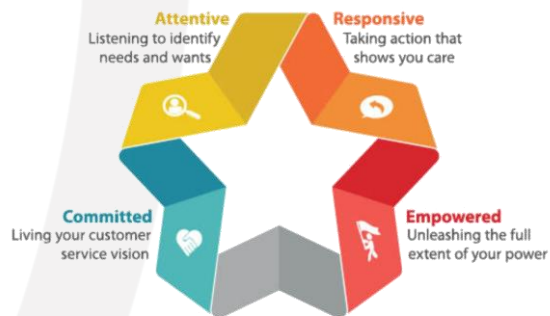 Attentive
Listening to identify
needs and wants
Responsive
Taking action that
shows you care
Committed
Living your customer
service vision
Empowered
Unleashing the full
extent of your power